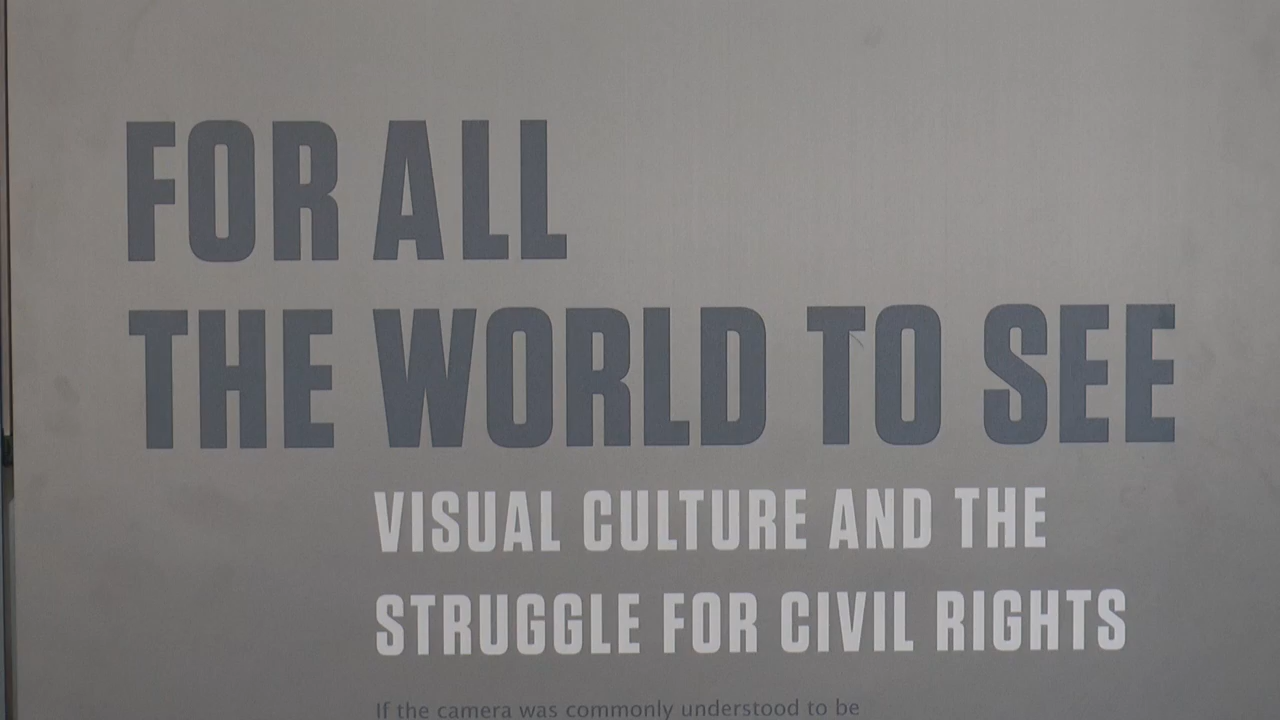 FOR ALL
THE WORLD TO SEE
VISUAL CULTURE AND THE
STRUGGLE FOR CIVIL RIGHTS
If the camera was commonly understood to be